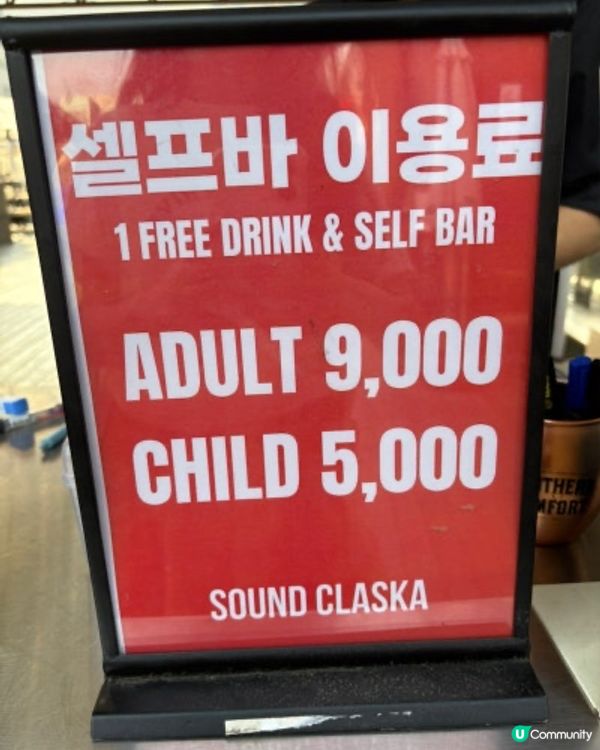 셀프바 이용료
1 FREE DRINK & SELF BAR
ADULT 9,000
CHILD 5,000
SOUND CLASKA
U Community